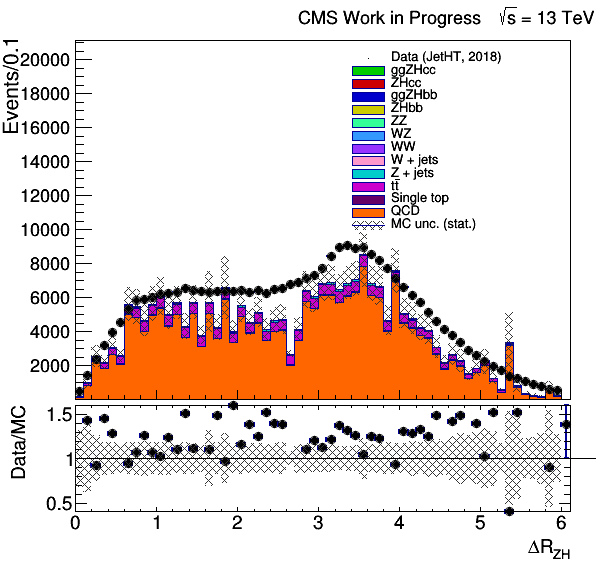 CMS Work in Progress √s = 13 TeV
Events/0.1
20000
18000
16000
14000
12000
10000
8000
6000
4000
2000
Data (JetHT, 2018)
ggZHcc
ZHcc
ggZHbb
ZHbb
ZZ
WZ
WW
W + jets
Z + jets
tt̄
Single top
QCD
MC unc. (stat.)
Data/MC
1.5
1
0.5
0 1 2 3 4 5 6
ΔR_ZH